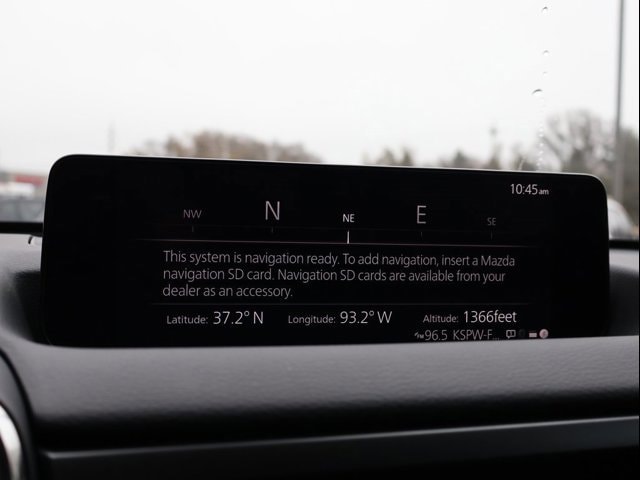 10:45am
NW N NE E SE
This system is navigation ready. To add navigation, insert a Mazda
navigation SD card. Navigation SD cards are available from your
dealer as an accessory.
Latitude: 37.2° N Longitude: 93.2° W Altitude: 1366feet
96.5 KSPW-F...